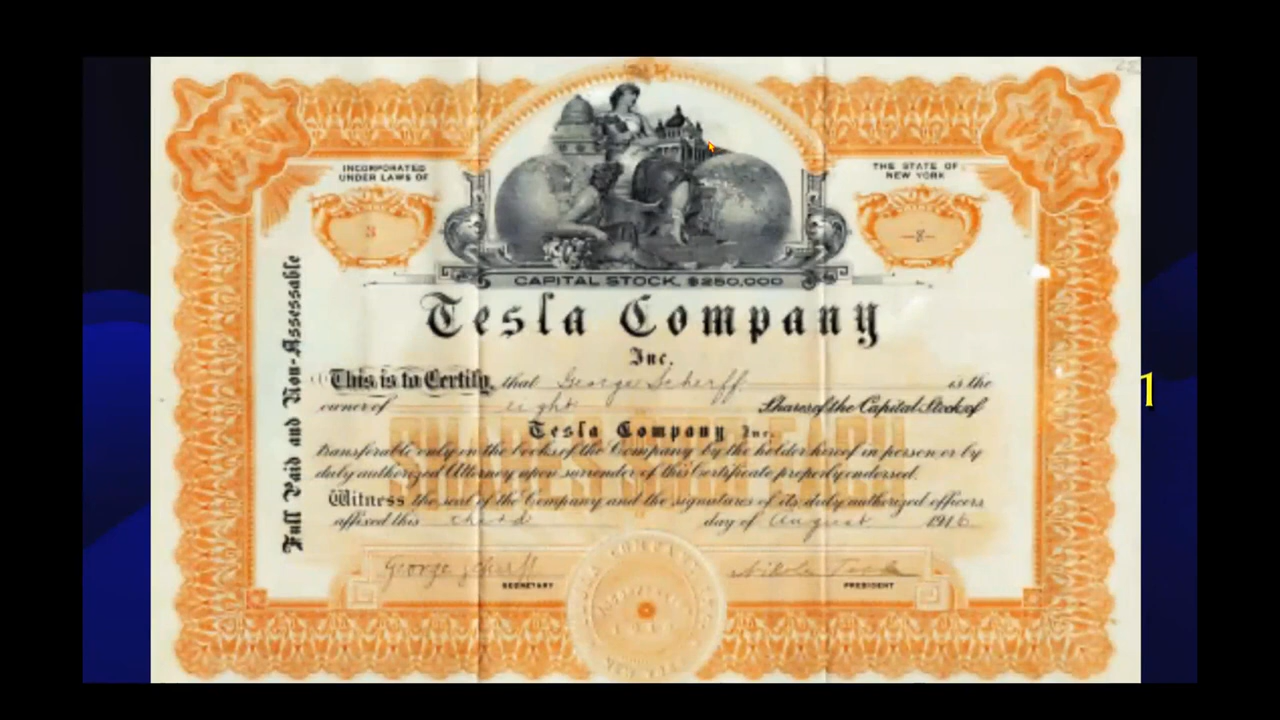 INCORPORATED
UNDER LAWS OF
THE STATE OF
NEW YORK
3
—8—
CAPITAL STOCK, $250,000
Full Paid and Non-Assessable
Tesla Company
Inc.
This is to Certify, that George Scherff is the
owner of eight Shares of the Capital Stock of
Tesla Company Inc.
transferable only on the books of the Company by the holder hereof in person or by
duly authorized Attorney upon surrender of this Certificate properly endorsed.
Witness the seal of the Company and the signatures of its duly authorized officers
affixed this third day of August 1916
George Scherff Nikola Tesla
SECRETARY PRESIDENT
1